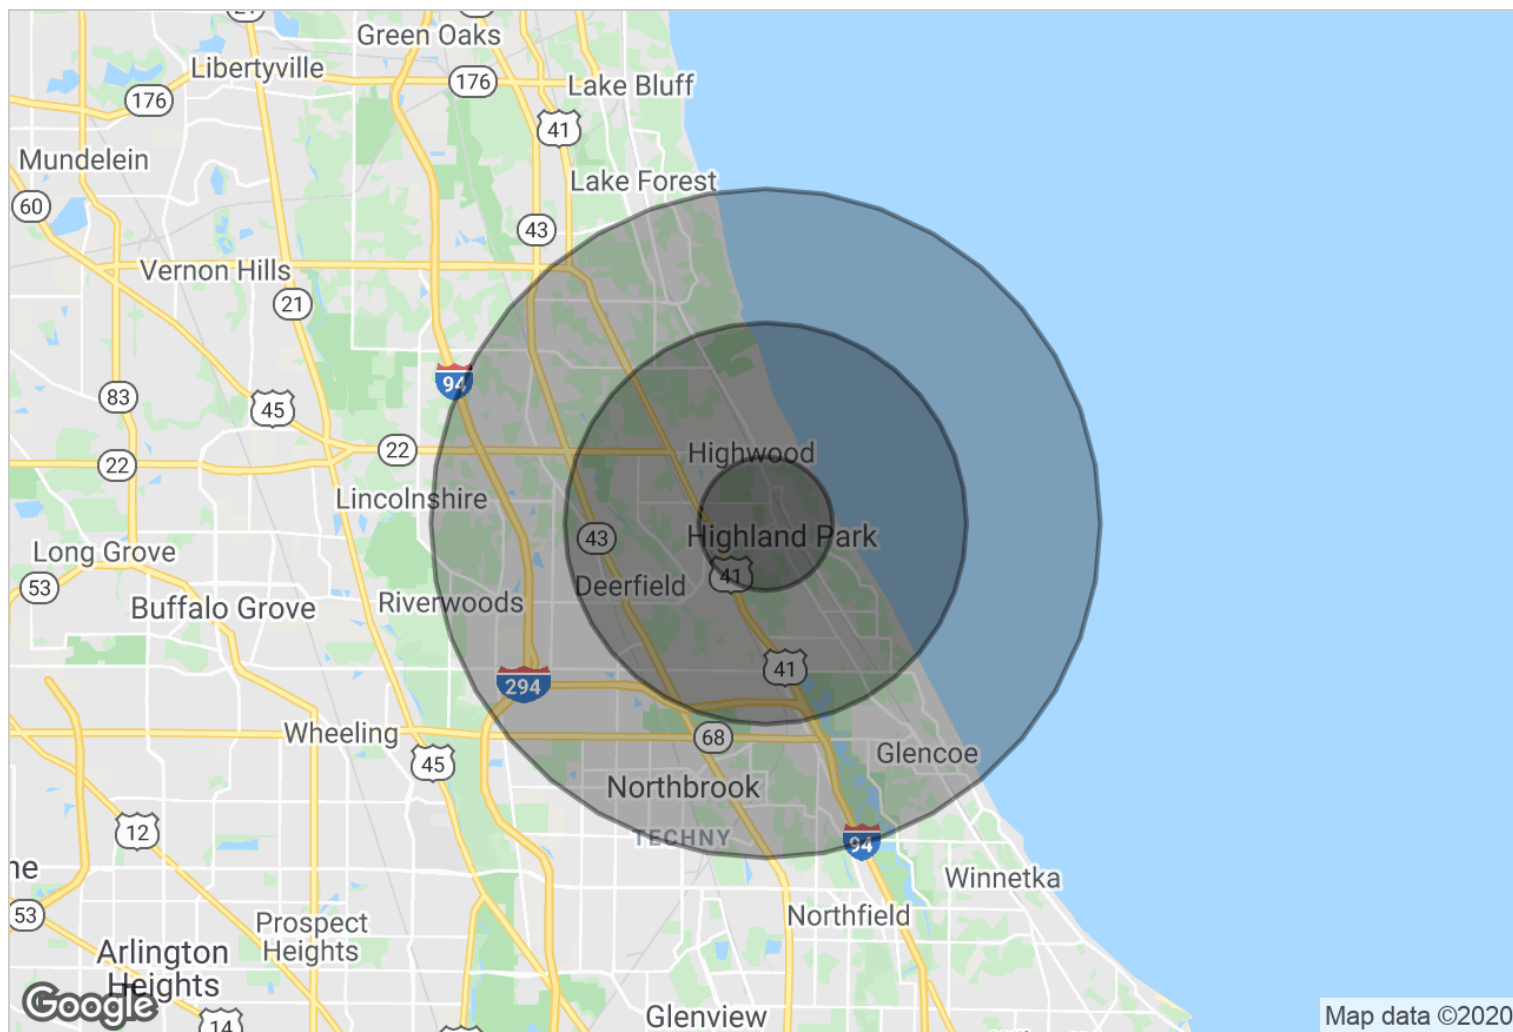 21
Green Oaks
Libertyville
176
176
Lake Bluff
41
Mundelein
Lake Forest
60
43
Vernon Hills
21
94
83
45
22
22
Highwood
Lincolnshire
43
Highland Park
Long Grove
53
Deerfield
41
Buffalo Grove
Riverwoods
41
294
Wheeling
68
45
Glencoe
Northbrook
12
TECHNY
94
Winnetka
53
Northfield
Prospect
Heights
Arlington
Heights
Google
14
Glenview
Map data ©2020